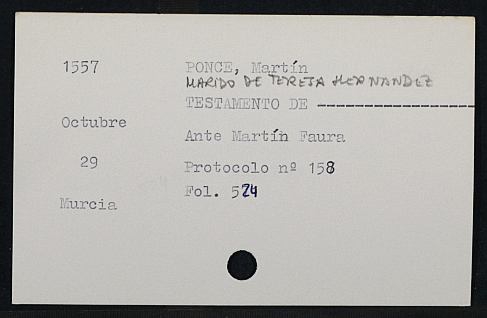 1557
PONCE, Martín
MARIDO DE TERESA HERNANDEZ
TESTAMENTO DE --------------------
Octubre
Ante Martín Faura
29
Protocolo nº 158
Fol. 524
Murcia